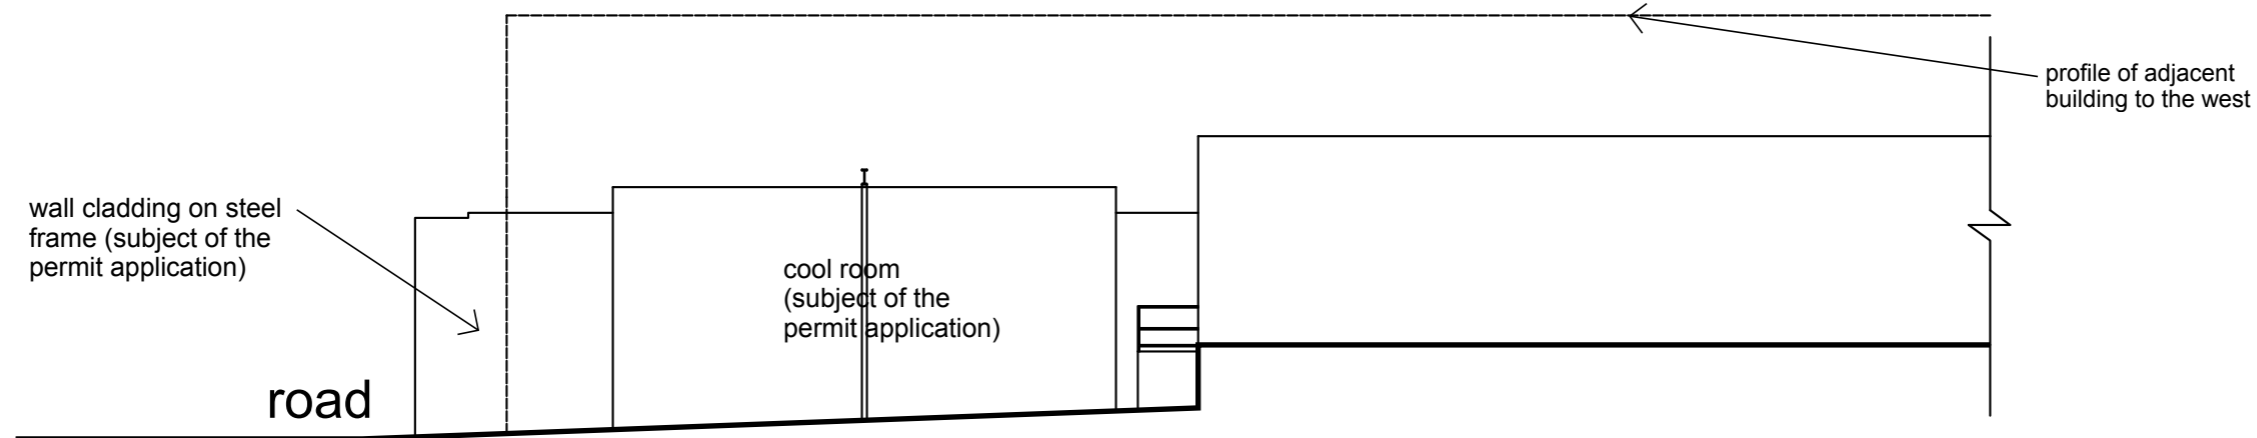 profile of adjacent
building to the west
wall cladding on steel
frame (subject of the
permit application)
cool room
(subject of the
permit application)
road